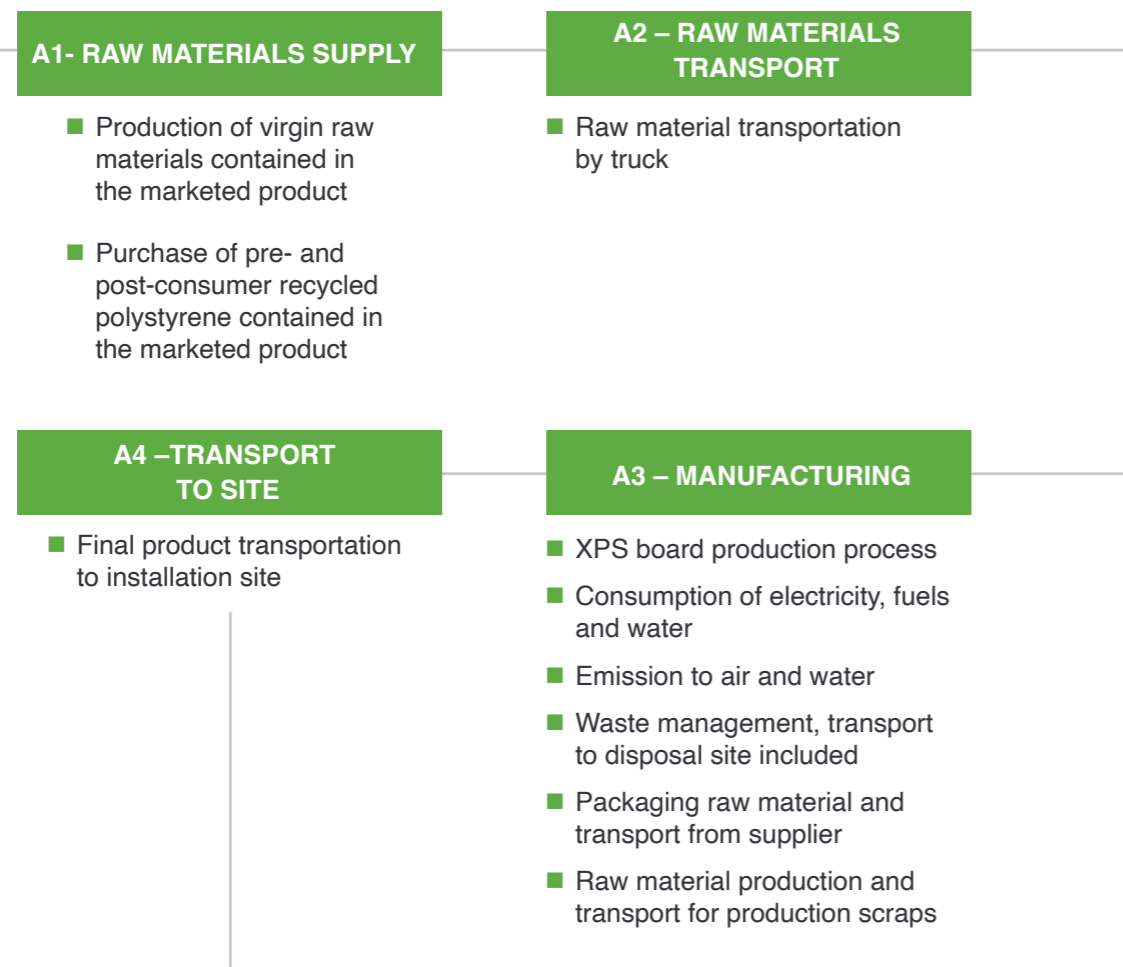 A1- RAW MATERIALS SUPPLY
Production of virgin raw
materials contained in
the marketed product
Purchase of pre- and
post-consumer recycled
polystyrene contained in
the marketed product
A2 – RAW MATERIALS
TRANSPORT
Raw material transportation
by truck
A4 –TRANSPORT
TO SITE
Final product transportation
to installation site
A3 – MANUFACTURING
XPS board production process
Consumption of electricity, fuels
and water
Emission to air and water
Waste management, transport
to disposal site included
Packaging raw material and
transport from supplier
Raw material production and
transport for production scraps